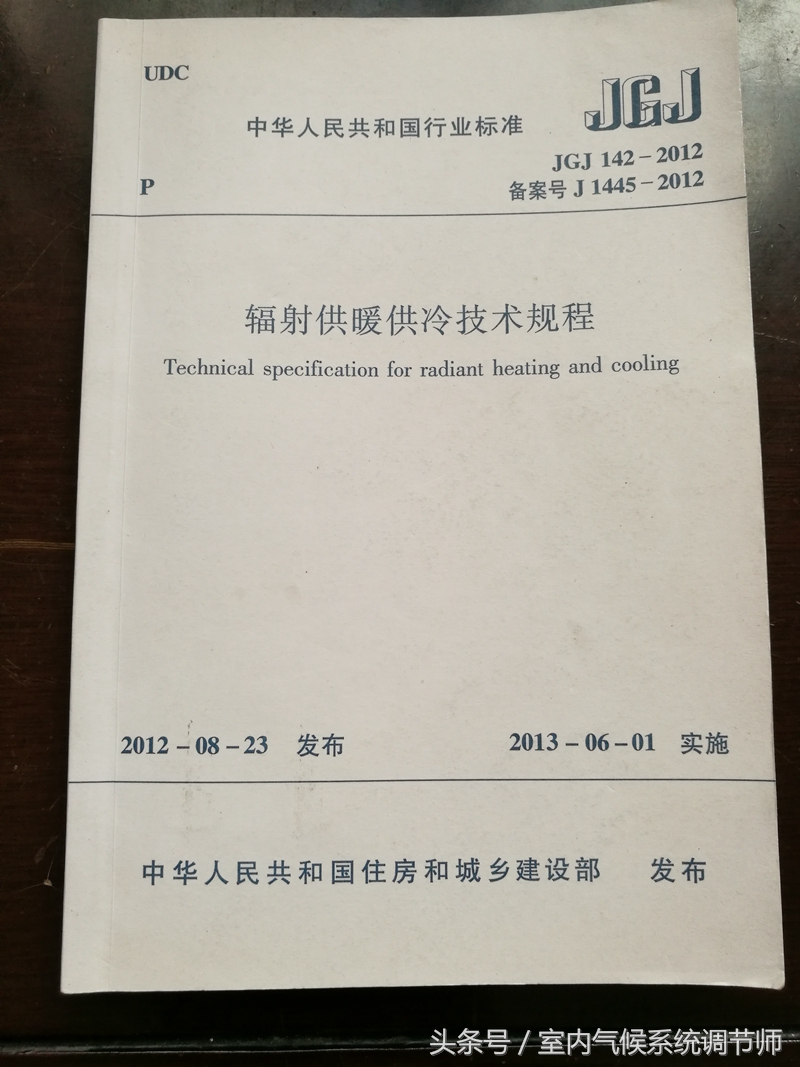 UDC
JGJ
中华人民共和国行业标准
JGJ 142-2012
P
备案号 J 1445-2012
辐射供暖供冷技术规程
Technical specification for radiant heating and cooling
2012-08-23 发布
2013-06-01 实施
中华人民共和国住房和城乡建设部 发布
头条号/室内气候系统调节师